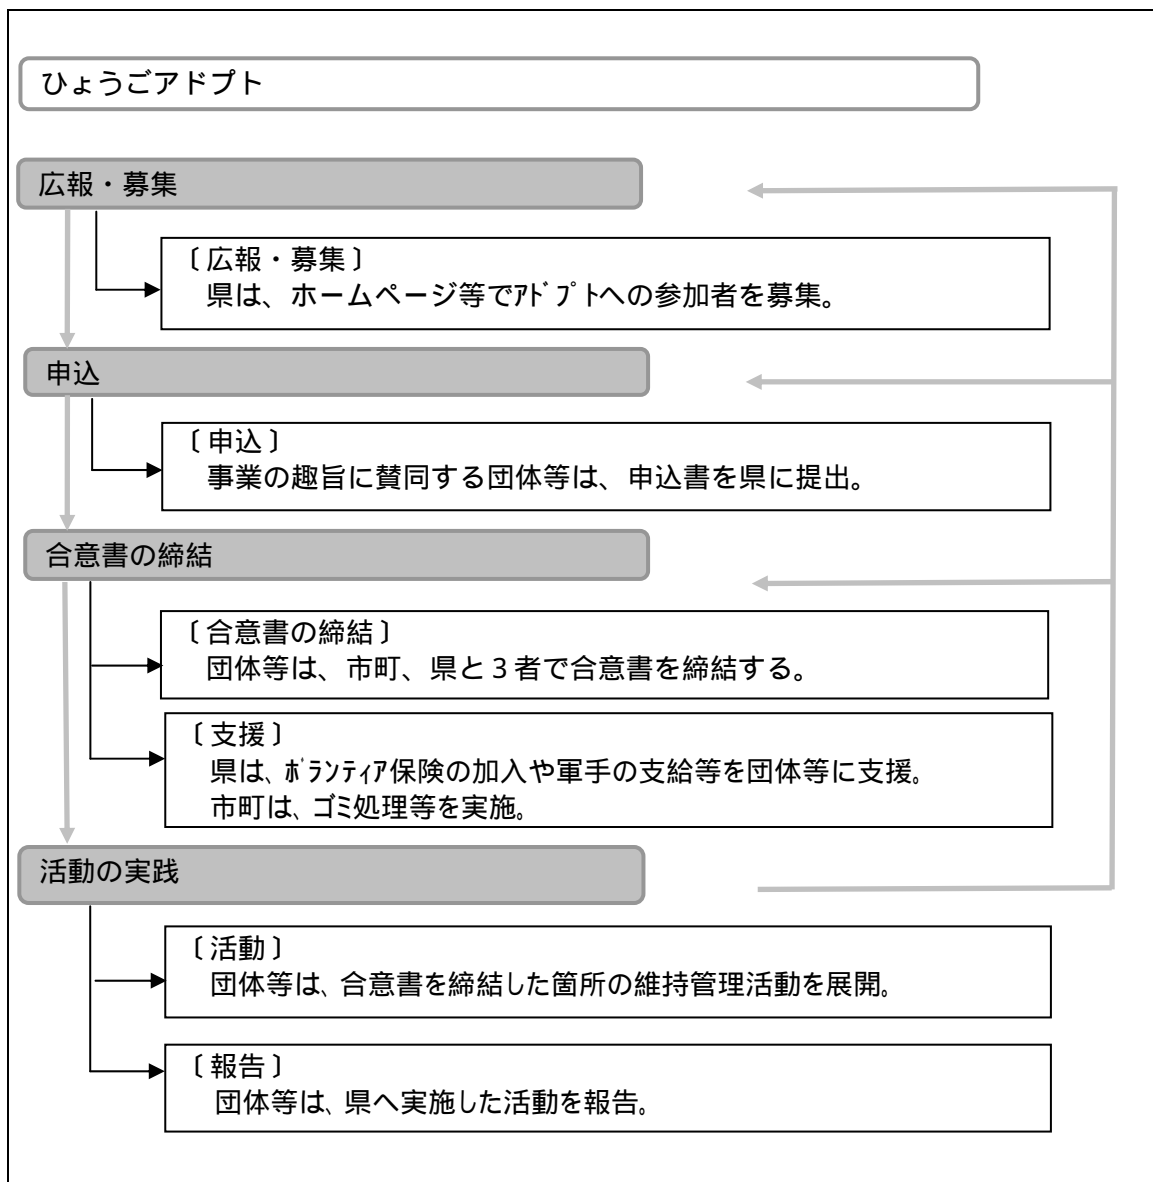 ひょうごアドプト
広報・募集
〔広報・募集〕
県は、ホームページ等でｱﾄﾞﾌﾟﾄへの参加者を募集。
申込
〔申込〕
事業の趣旨に賛同する団体等は、申込書を県に提出。
合意書の締結
〔合意書の締結〕
団体等は、市町、県と３者で合意書を締結する。
〔支援〕
県は、ﾎﾞﾗﾝﾃｨｱ保険の加入や軍手の支給等を団体等に支援。
市町は、ゴミ処理等を実施。
活動の実践
〔活動〕
団体等は、合意書を締結した箇所の維持管理活動を展開。
〔報告〕
団体等は、県へ実施した活動を報告。